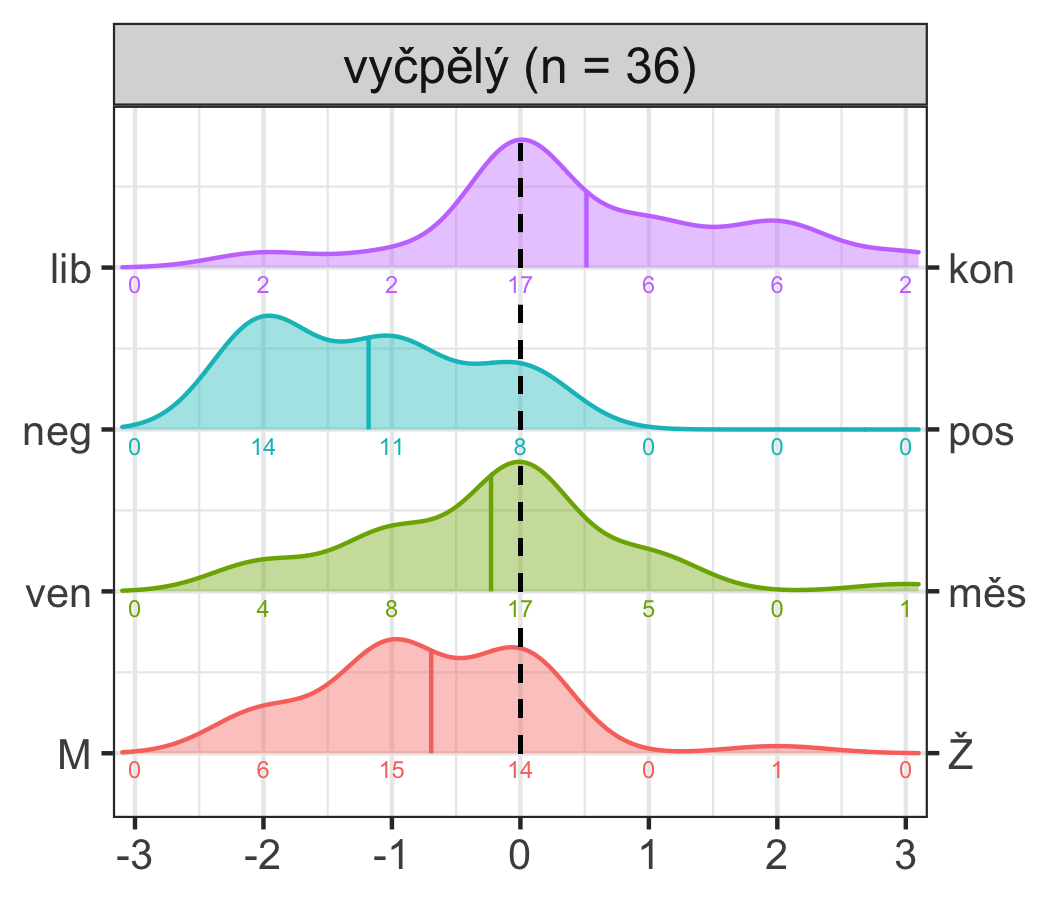 vyčpělý (n = 36)
lib kon
0 2 2 17 6 6 2
neg pos
0 14 11 8 0 0 0
ven měs
0 4 8 17 5 0 1
M Ž
0 6 15 14 0 1 0
-3 -2 -1 0 1 2 3